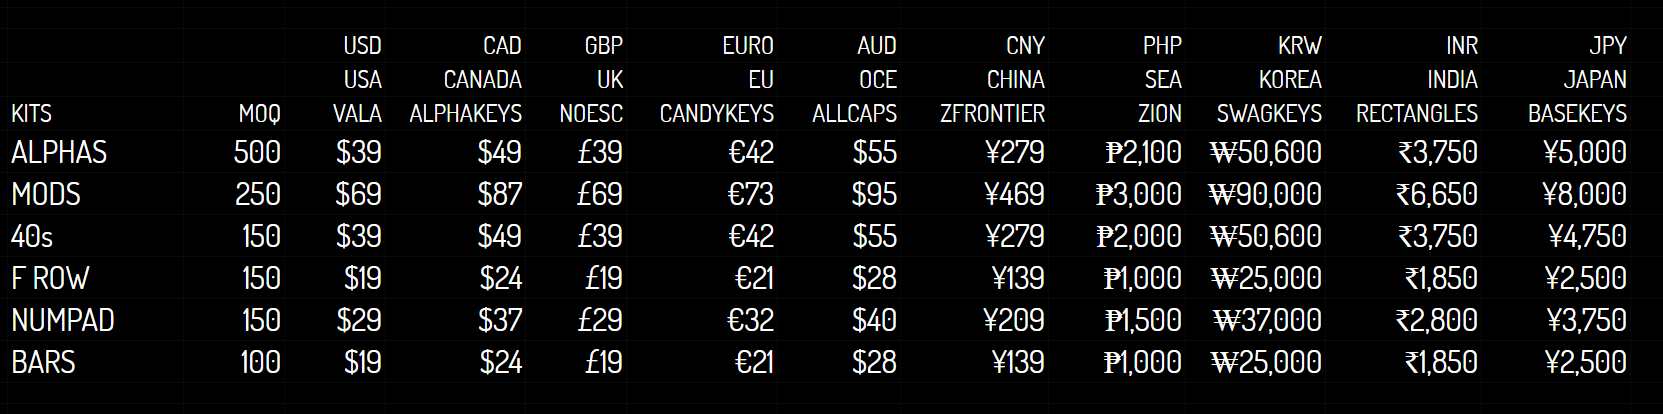 USD CAD GBP EURO AUD CNY PHP KRW INR JPY
USA CANADA UK EU OCE CHINA SEA KOREA INDIA JAPAN
KITS MOQ VALA ALPHAKEYS NOESC CANDYKEYS ALLCAPS ZFRONTIER ZION SWAGKEYS RECTANGLES BASEKEYS
ALPHAS 500 $39 $49 £39 €42 $55 ¥279 ₱2,100 ₩50,600 ₹3,750 ¥5,000
MODS 250 $69 $87 £69 €73 $95 ¥469 ₱3,000 ₩90,000 ₹6,650 ¥8,000
40s 150 $39 $49 £39 €42 $55 ¥279 ₱2,000 ₩50,600 ₹3,750 ¥4,750
F ROW 150 $19 $24 £19 €21 $28 ¥139 ₱1,000 ₩25,000 ₹1,850 ¥2,500
NUMPAD 150 $29 $37 £29 €32 $40 ¥209 ₱1,500 ₩37,000 ₹2,800 ¥3,750
BARS 100 $19 $24 £19 €21 $28 ¥139 ₱1,000 ₩25,000 ₹1,850 ¥2,500